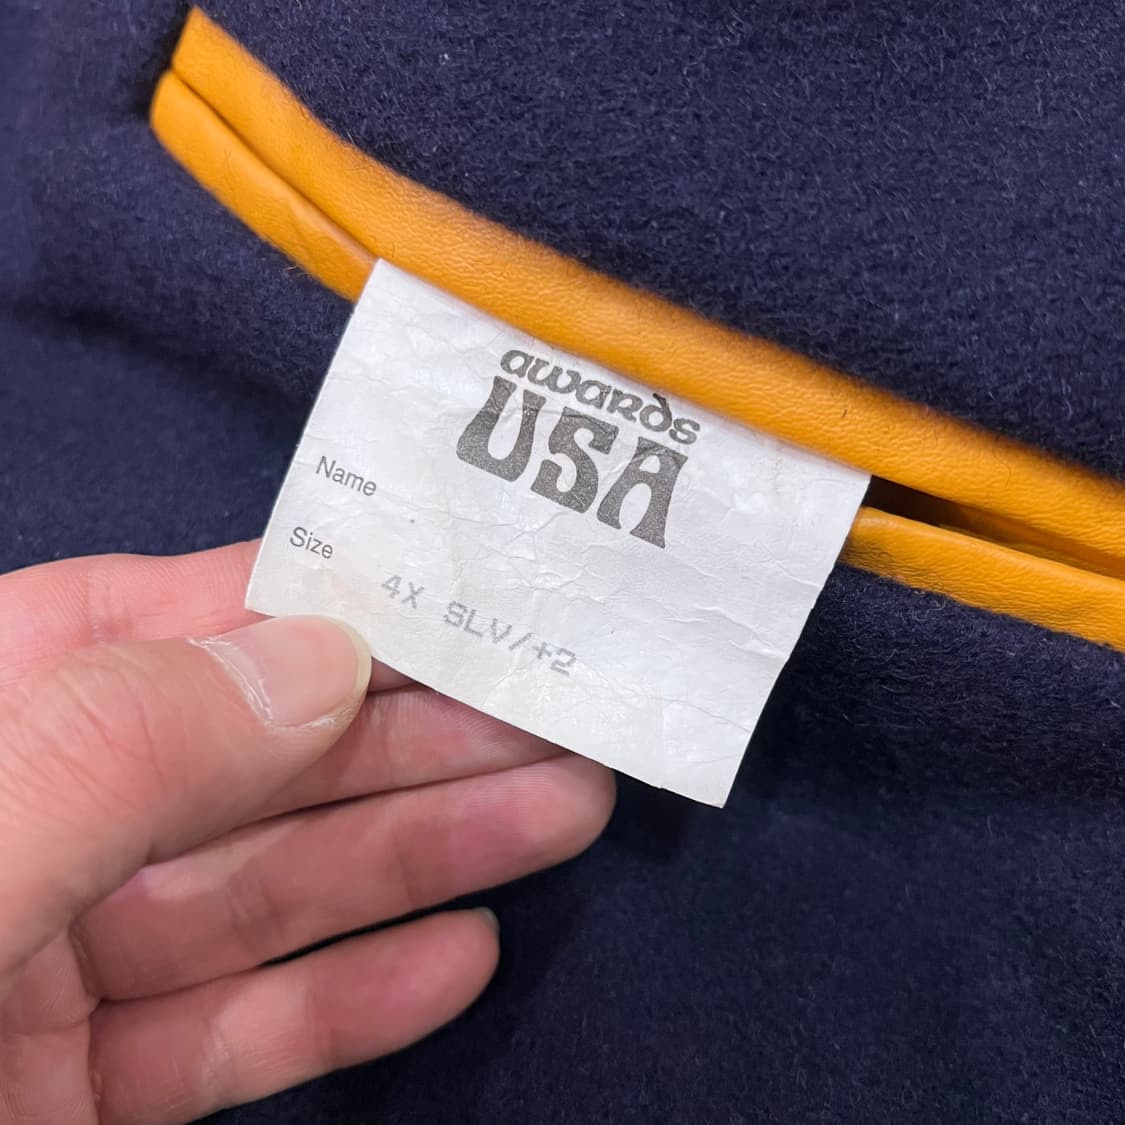 awards
USA
Name
Size
4X SLV/+2